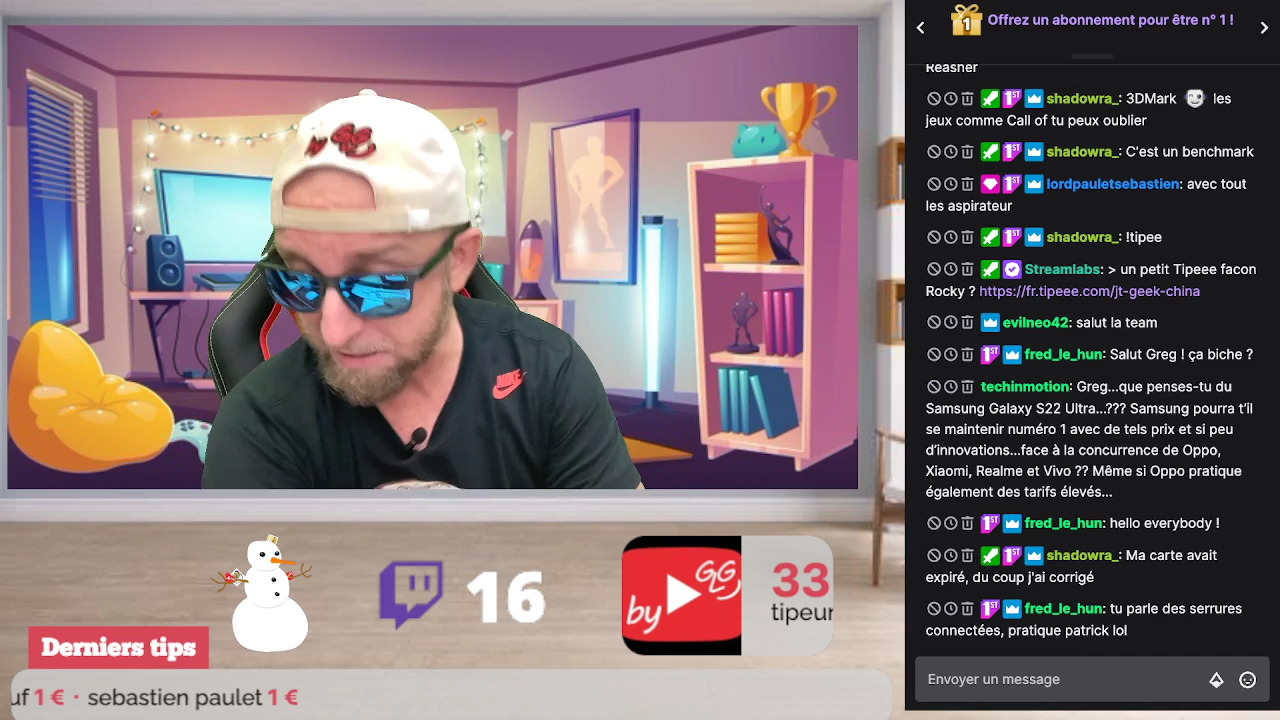 Offrez un abonnement pour être n° 1 !
1
Reasner
shadowra_: 3DMark les
jeux comme Call of tu peux oublier
shadowra_: C'est un benchmark
lordpauletsebastien: avec tout
les aspirateur
shadowra_: !tipee
Streamlabs: > un petit Tipeee facon
Rocky ? https://fr.tipeee.com/jt-geek-china
evilneo42: salut la team
fred_le_hun: Salut Greg ! ça biche ?
techinmotion: Greg...que penses-tu du
Samsung Galaxy S22 Ultra...??? Samsung pourra t'il
se maintenir numéro 1 avec de tels prix et si peu
d'innovations...face à la concurrence de Oppo,
Xiaomi, Realme et Vivo ?? Même si Oppo pratique
également des tarifs élevés...
fred_le_hun: hello everybody !
shadowra_: Ma carte avait
expiré, du coup j'ai corrigé
fred_le_hun: tu parle des serrures
connectées, pratique patrick lol
Envoyer un message
NIKE
16
by GLG
33
tipeur
Derniers tips
uf 1 € · sebastien paulet 1 €